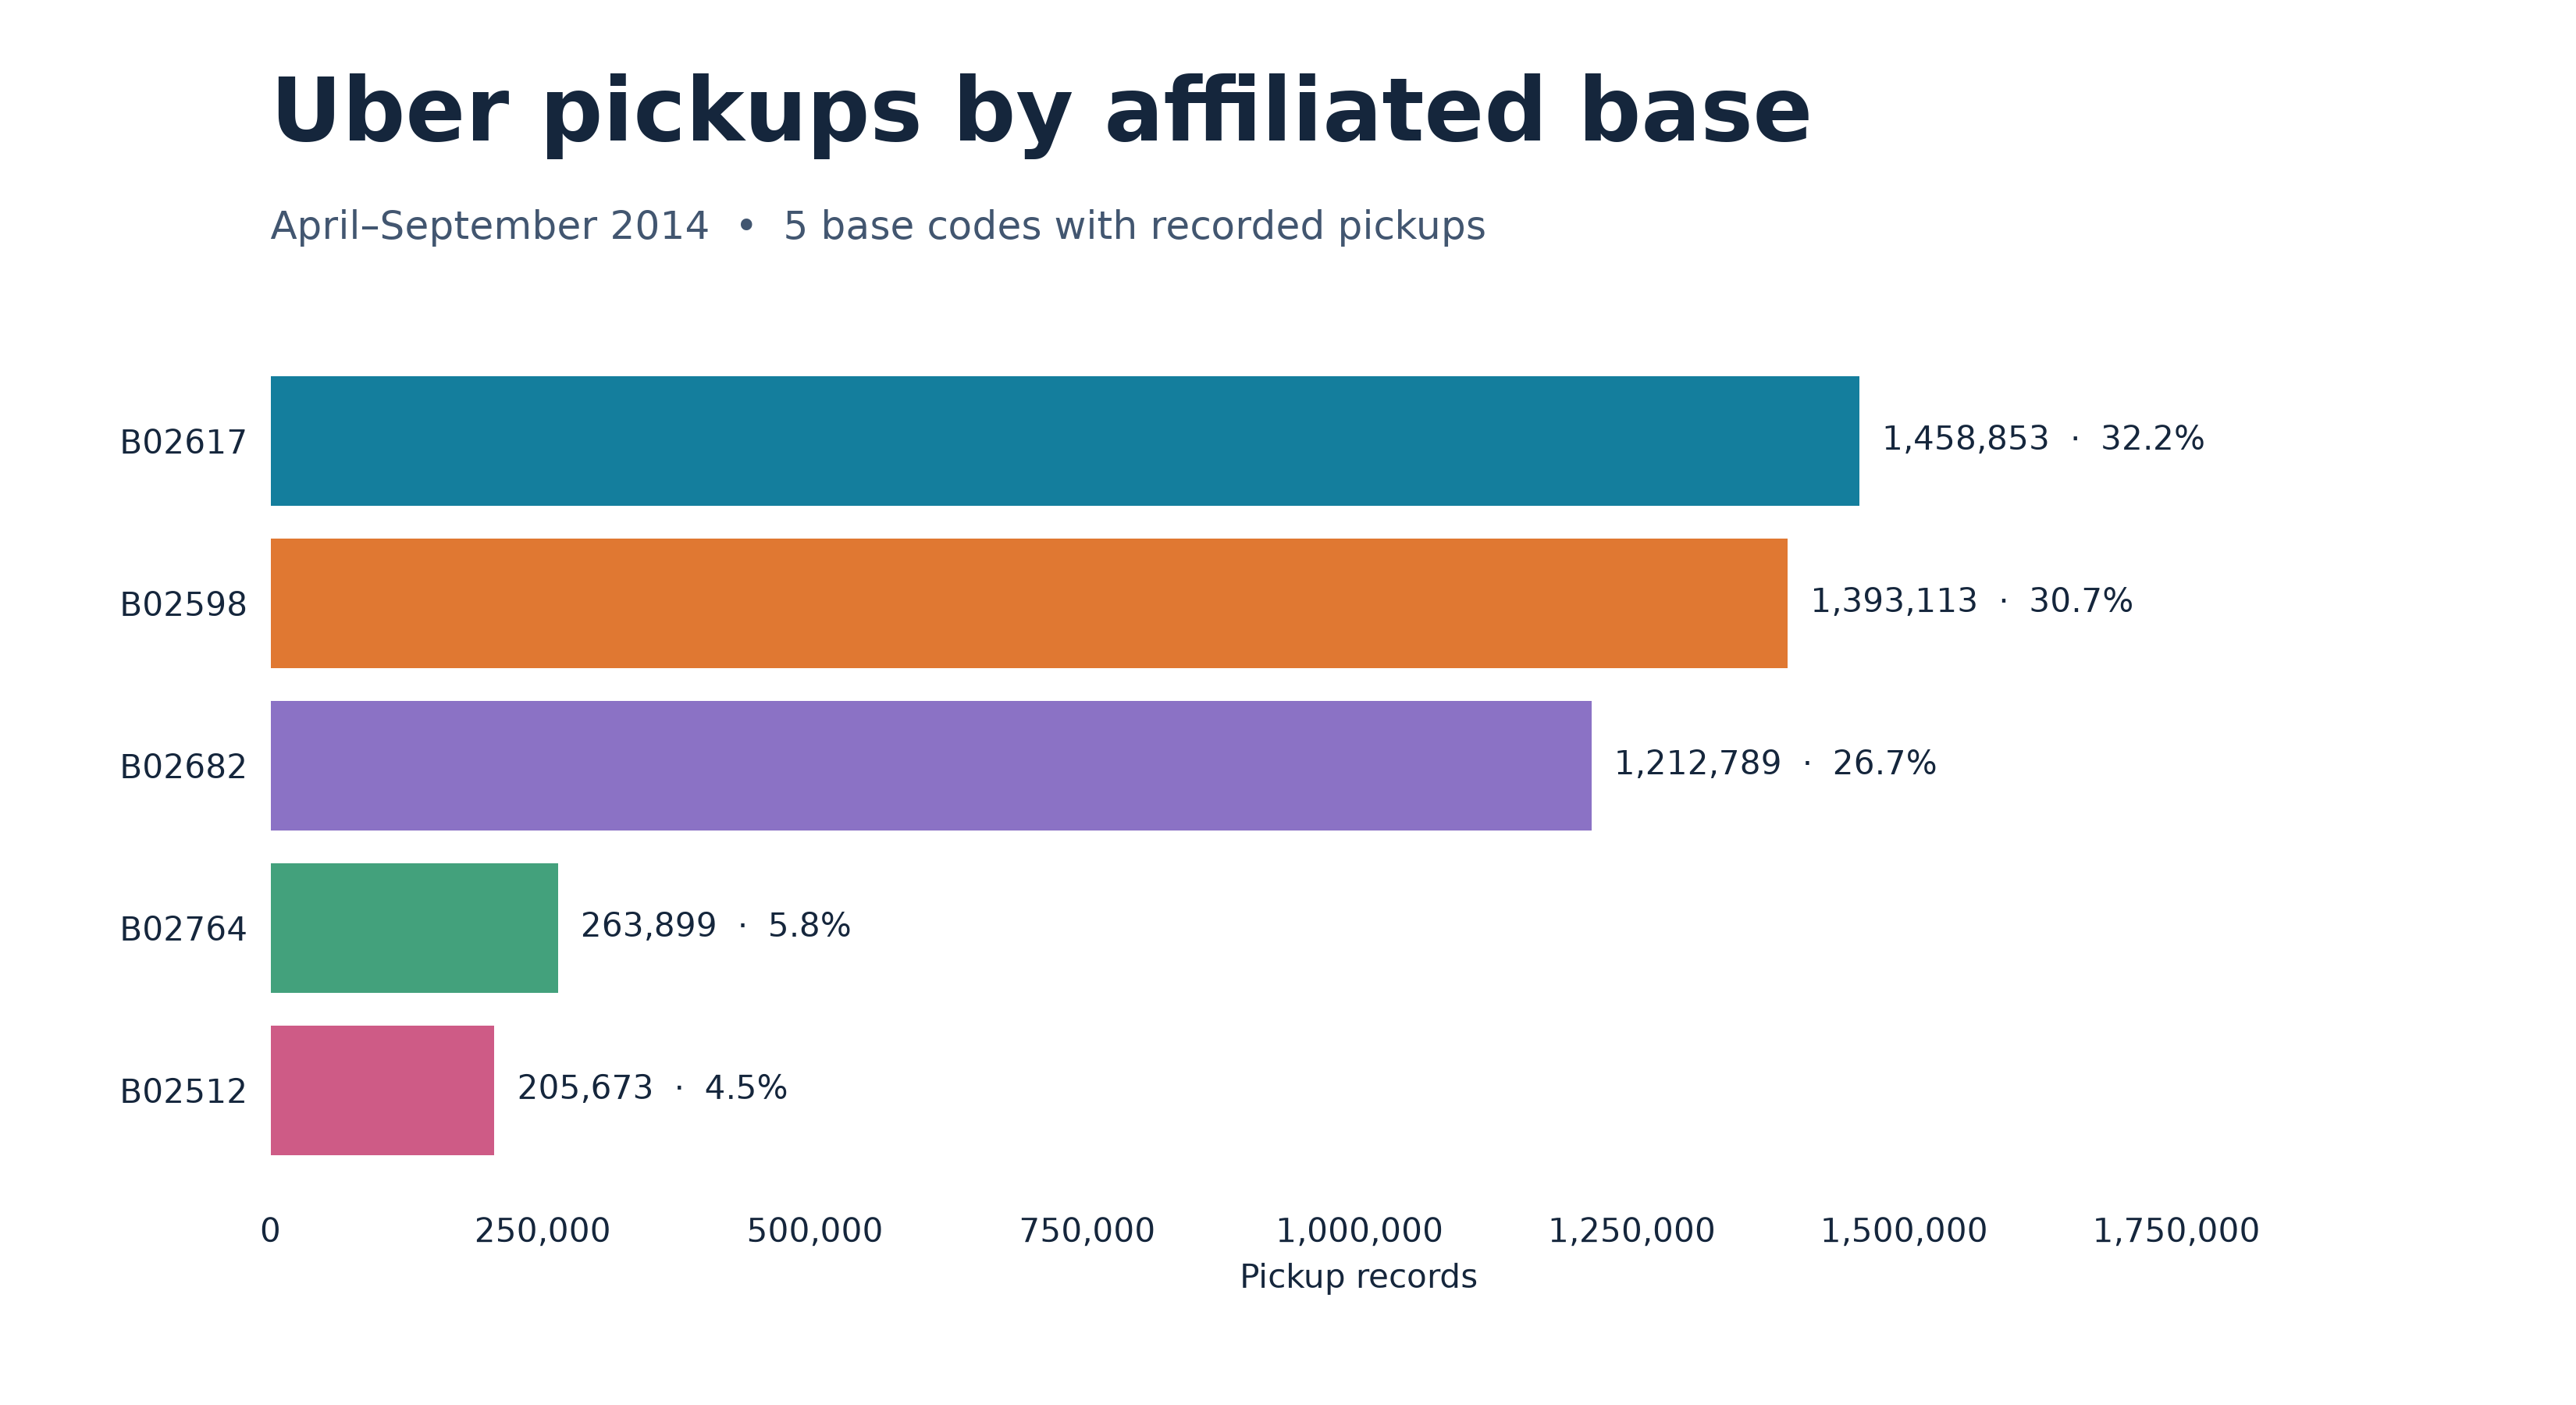 Uber pickups by affiliated base
April–September 2014 • 5 base codes with recorded pickups
B02617 1,458,853 · 32.2%
B02598 1,393,113 · 30.7%
B02682 1,212,789 · 26.7%
B02764 263,899 · 5.8%
B02512 205,673 · 4.5%
0 250,000 500,000 750,000 1,000,000 1,250,000 1,500,000 1,750,000
Pickup records